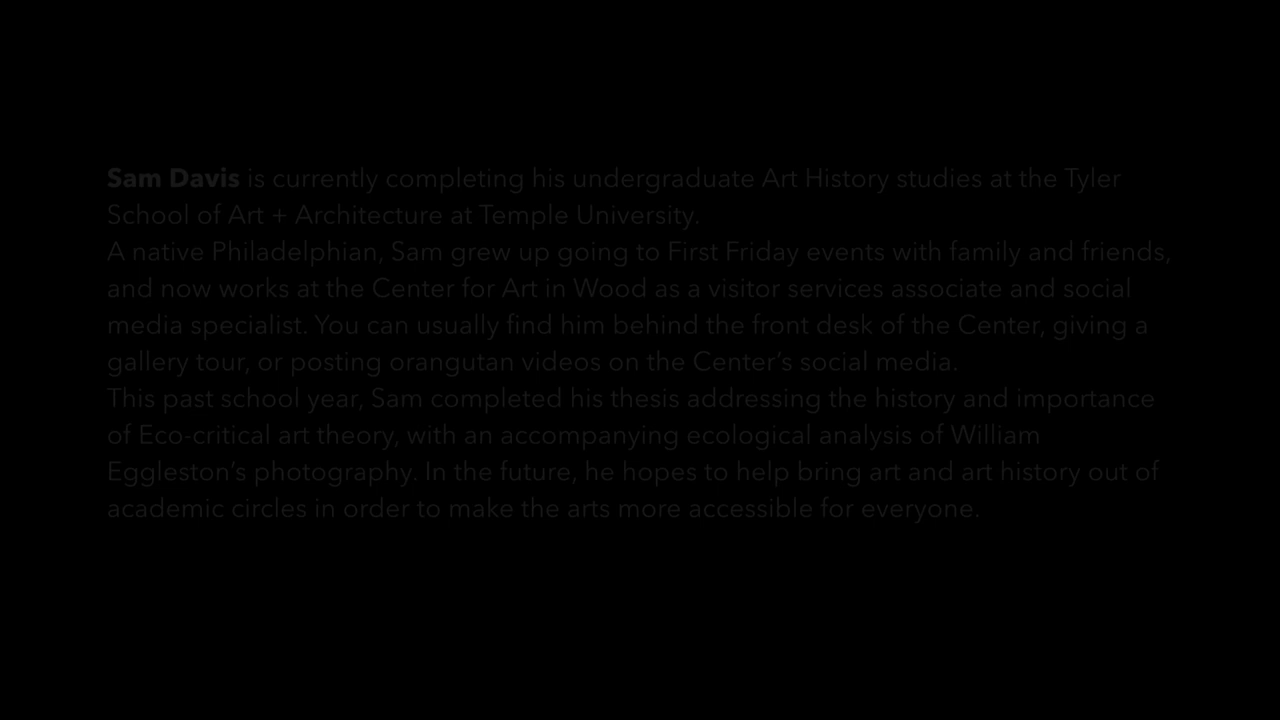 Sam Davis is currently completing his undergraduate Art History studies at the Tyler
School of Art + Architecture at Temple University.
A native Philadelphian, Sam grew up going to First Friday events with family and friends,
and now works at the Center for Art in Wood as a visitor services associate and social
media specialist. You can usually find him behind the front desk of the Center, giving a
gallery tour, or posting orangutan videos on the Center’s social media.
This past school year, Sam completed his thesis addressing the history and importance
of Eco-critical art theory, with an accompanying ecological analysis of William
Eggleston’s photography. In the future, he hopes to help bring art and art history out of
academic circles in order to make the arts more accessible for everyone.